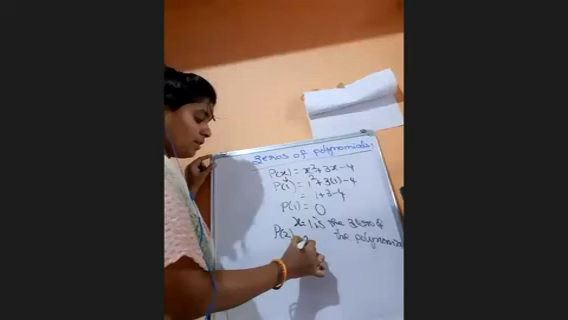 zeros of polynomials:
P(x) = x²+3x-4
P(1) = 1²+3(1)-4
= 1+3-4
P(1) = 0
x=1 is the zero of
the polynomial
P(2)